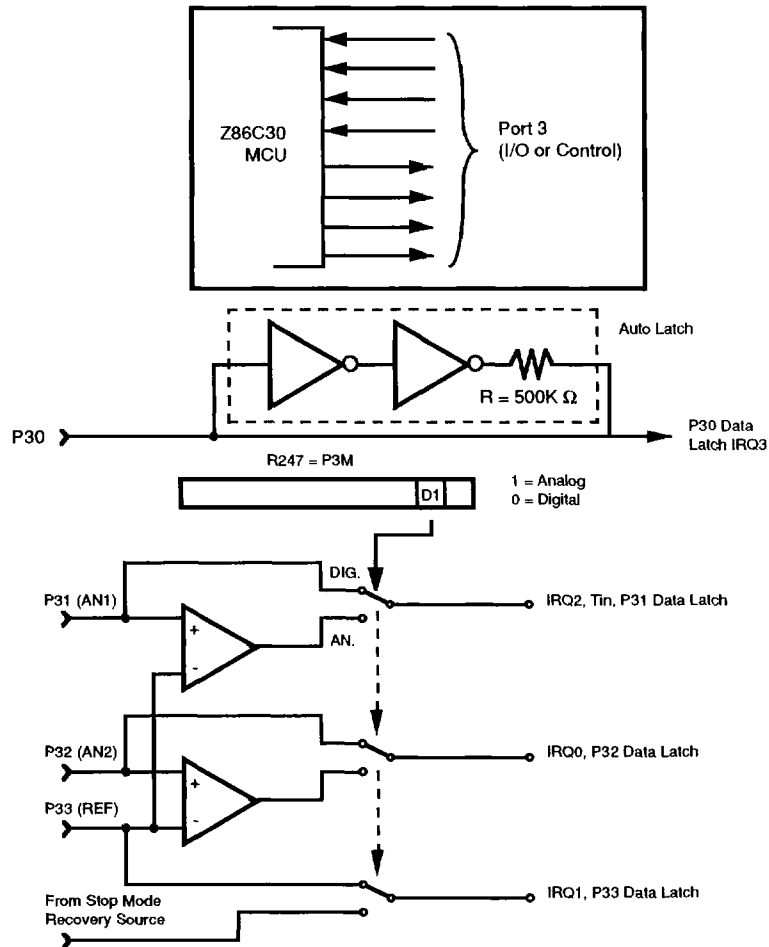 Z86C30
MCU
Port 3
(I/O or Control)
Auto Latch
R = 500K Ω
P30
P30 Data
Latch IRQ3
R247 = P3M
D1
1 = Analog
0 = Digital
DIG.
P31 (AN1)
+
-
AN.
IRQ2, Tin, P31 Data Latch
P32 (AN2)
+
-
IRQ0, P32 Data Latch
P33 (REF)
From Stop Mode
Recovery Source
IRQ1, P33 Data Latch